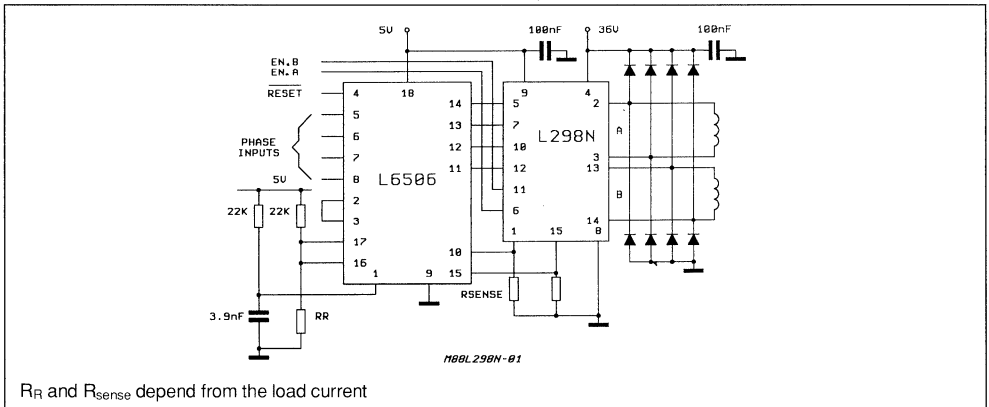 5V
100nF
36V
100nF
EN.B
EN.A
RESET
4
18
9
4
5
14
5
2
PHASE
INPUTS
6
13
7
L298N
A
7
12
10
3
8
L6506
11
12
13
5V
11
B
22K
22K
2
6
14
3
1
15
8
17
10
16
15
1
9
RSENSE
3.9nF
RR
M80L298N-01
RR and Rsense depend from the load current